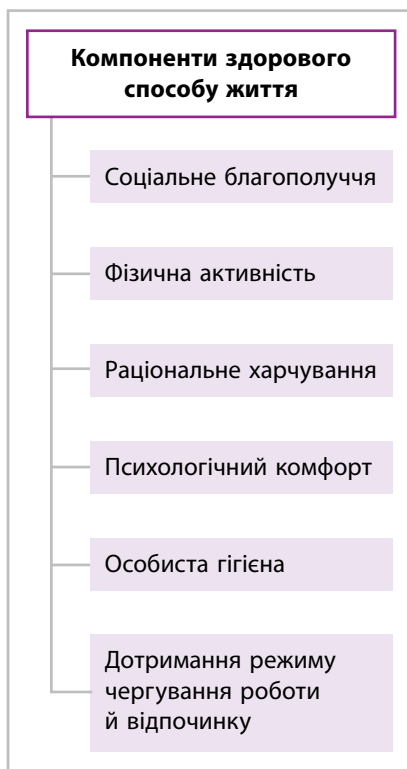 Компоненти здорового
способу життя
Соціальне благополуччя
Фізична активність
Раціональне харчування
Психологічний комфорт
Особиста гігієна
Дотримання режиму
чергування роботи
й відпочинку